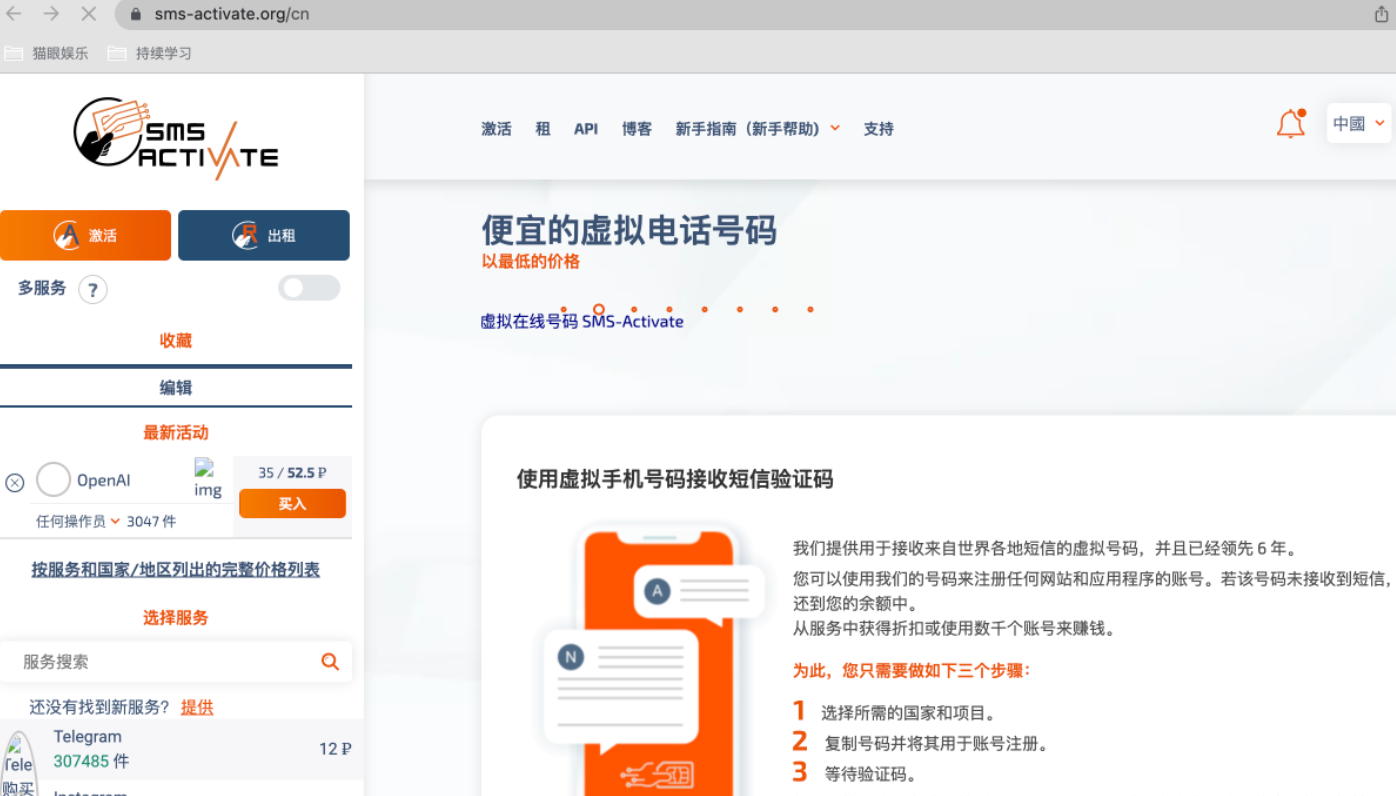 sms-activate.org/cn
猫眼娱乐 持续学习
SMS
ACTIVATE
激活 租 API 博客 新手指南（新手帮助） 支持
中國
激活 出租
多服务 ?
收藏
编辑
最新活动
OpenAI
img
35 / 52.5 ₽
买入
任何操作员 3047 件
按服务和国家/地区列出的完整价格列表
选择服务
服务搜索
还没有找到新服务? 提供
Telegram
307485 件
12 ₽
Tele
购买
Instagram
便宜的虚拟电话号码
以最低的价格
虚拟在线号码 SMS-Activate
使用虚拟手机号码接收短信验证码
A
N
我们提供用于接收来自世界各地短信的虚拟号码，并且已经领先 6 年。
您可以使用我们的号码来注册任何网站和应用程序的账号。若该号码未接收到短信，
还到您的余额中。
从服务中获得折扣或使用数千个账号来赚钱。
为此，您只需要做如下三个步骤：
1 选择所需的国家和项目。
2 复制号码并将其用于账号注册。
3 等待验证码。